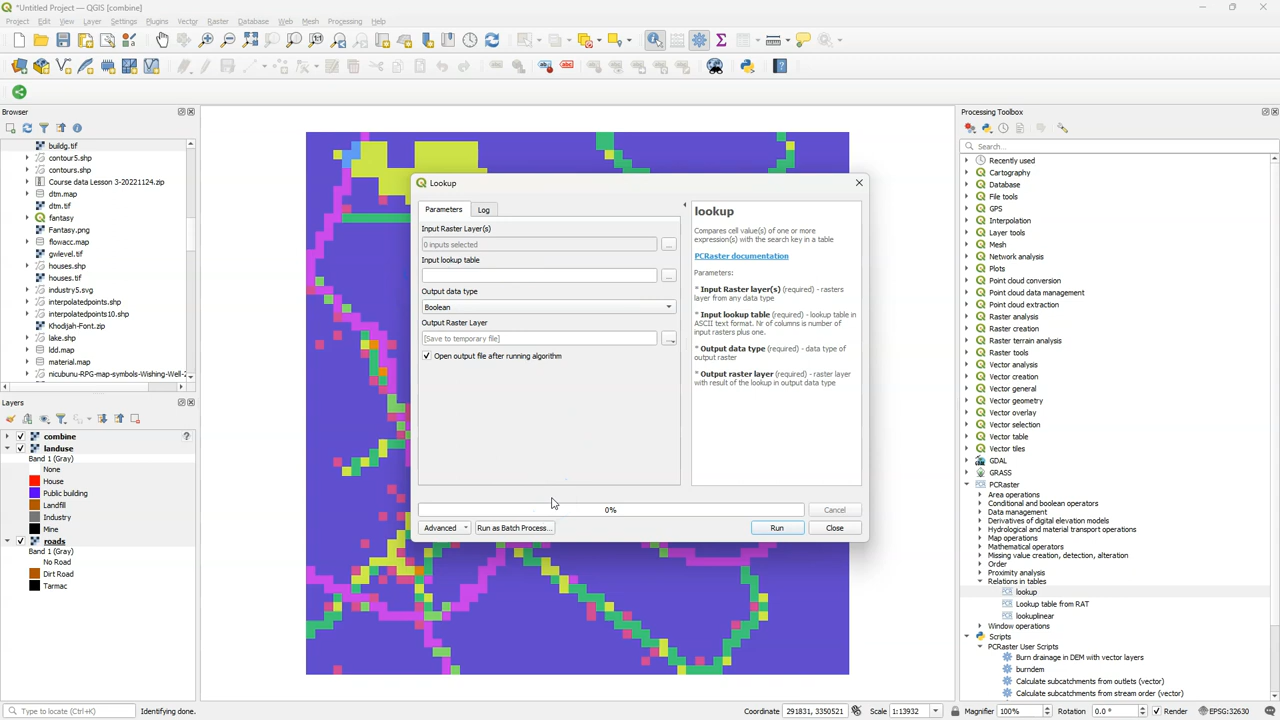 *Untitled Project — QGIS [combine]
Project Edit View Layer Settings Plugins Vector Raster Database Web Mesh Processing Help
Browser
buildg.tif
contour5.shp
contours.shp
Course data Lesson 3-20221124.zip
dtm.map
dtm.tif
fantasy
Fantasy.png
flowacc.map
gwlevel.tif
houses.shp
houses.tif
industry5.svg
interpolatedpoints.shp
interpolatedpoints10.shp
Khodijah-Font.zip
lake.shp
ldd.map
material.map
nicubunu-RPG-map-symbols-Wishing-Well-
Layers
combine ?
landuse
Band 1 (Gray)
None
House
Public building
Landfill
Industry
Mine
roads
Band 1 (Gray)
No Road
Dirt Road
Tarmac
Lookup
Parameters Log
Input Raster Layer(s)
0 inputs selected ...
Input lookup table
...
Output data type
Boolean
Output Raster Layer
[Save to temporary file] ...
Open output file after running algorithm
lookup
Compares cell value(s) of one or more
expression(s) with the search key in a table
PCRaster documentation
Parameters:
* Input Raster layer(s) (required) - rasters
layer from any data type
* Input lookup table (required) - lookup table in
ASCII text format. Nr of columns is number of
input rasters plus one.
* Output data type (required) - data type of
output raster
* Output raster layer (required) - raster layer
with result of the lookup in output data type
0% Cancel
Advanced Run as Batch Process... Run Close
Processing Toolbox
Search...
Recently used
Cartography
Database
File tools
GPS
Interpolation
Layer tools
Mesh
Network analysis
Plots
Point cloud conversion
Point cloud data management
Point cloud extraction
Raster analysis
Raster creation
Raster terrain analysis
Raster tools
Vector analysis
Vector creation
Vector general
Vector geometry
Vector overlay
Vector selection
Vector table
Vector tiles
GDAL
GRASS
PCRaster
Area operations
Conditional and boolean operators
Data management
Derivatives of digital elevation models
Hydrological and material transport operations
Map operations
Mathematical operators
Missing value creation, detection, alteration
Order
Proximity analysis
Relations in tables
lookup
Lookup table from RAT
lookuplinear
Window operations
Scripts
PCRaster User Scripts
Burn drainage in DEM with vector layers
burndem
Calculate subcatchments from outlets (vector)
Calculate subcatchments from stream order (vector)
Type to locate (Ctrl+K) Identifying done. Coordinate 291831, 3350521 Scale 1:13932 Magnifier 100% Rotation 0.0 ° Render EPSG:32630